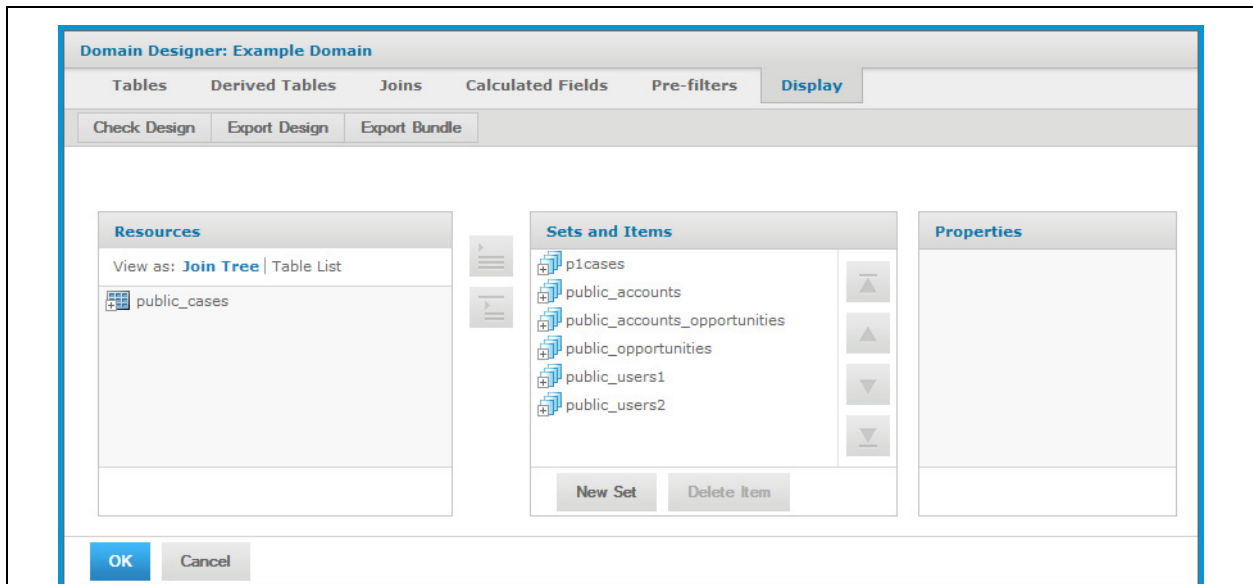 Domain Designer: Example Domain
Tables Derived Tables Joins Calculated Fields Pre-filters Display
Check Design Export Design Export Bundle
Resources
View as: Join Tree | Table List
public_cases
Sets and Items
p1cases
public_accounts
public_accounts_opportunities
public_opportunities
public_users1
public_users2
New Set Delete Item
Properties
OK Cancel